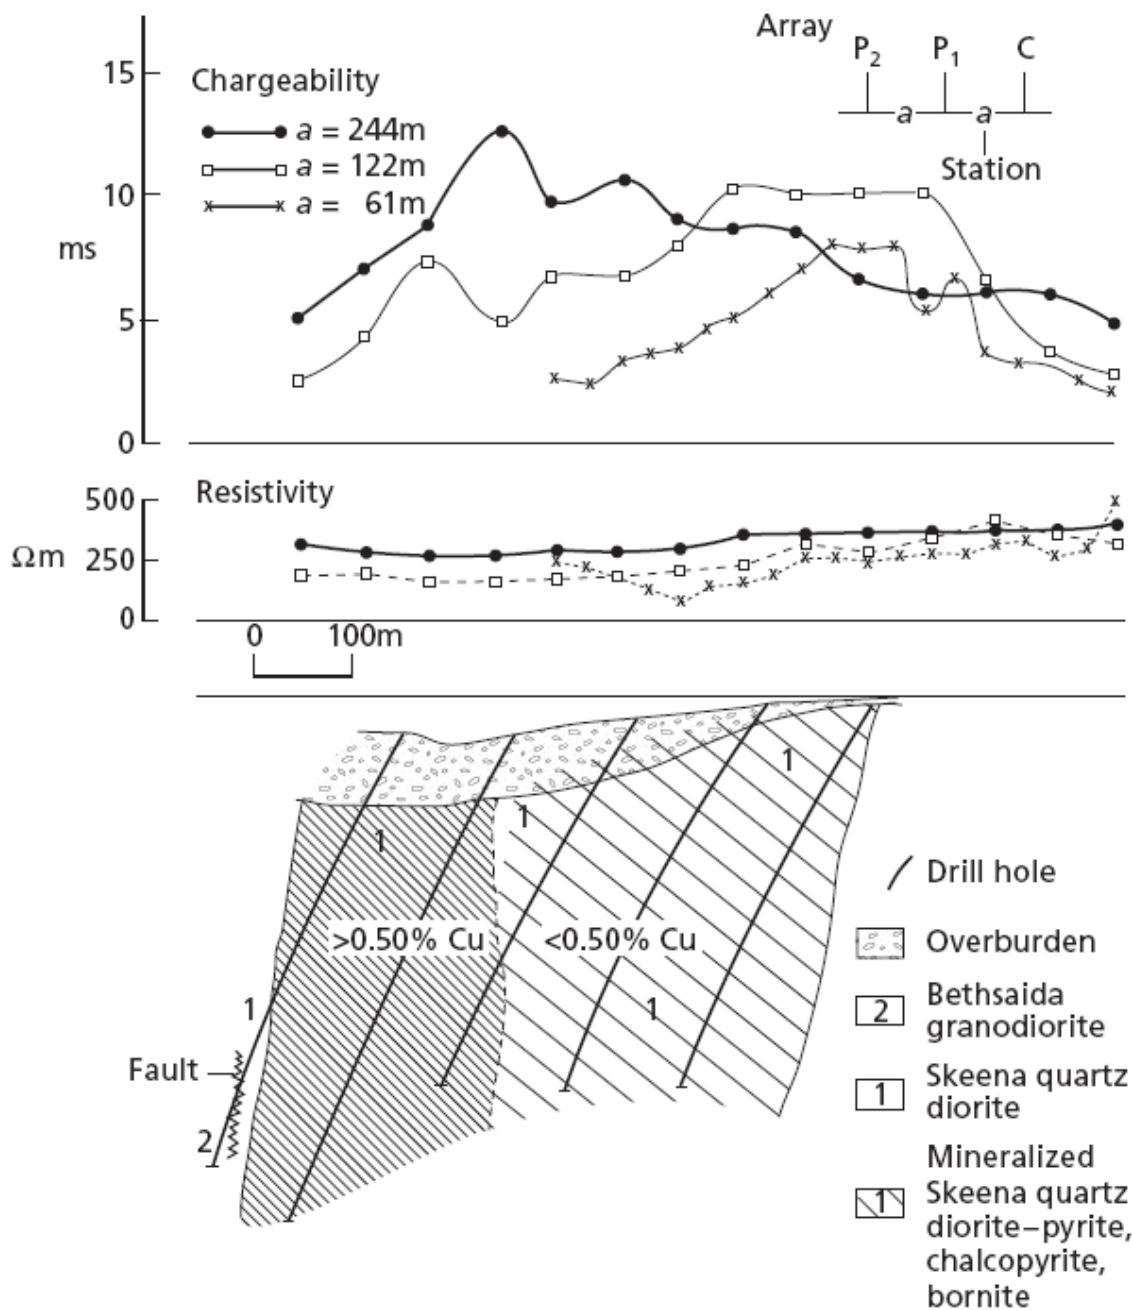 Array
P₂ P₁ C
a a
Station
15
10
ms
5
0
Chargeability
a = 244m
a = 122m
a = 61m
Resistivity
500
Ωm 250
0
0 100m
1
1
1
>0.50% Cu <0.50% Cu
1
1
Fault
2
Drill hole
Overburden
2 Bethsaida
granodiorite
1 Skeena quartz
diorite
Mineralized
1 Skeena quartz
diorite–pyrite,
chalcopyrite,
bornite